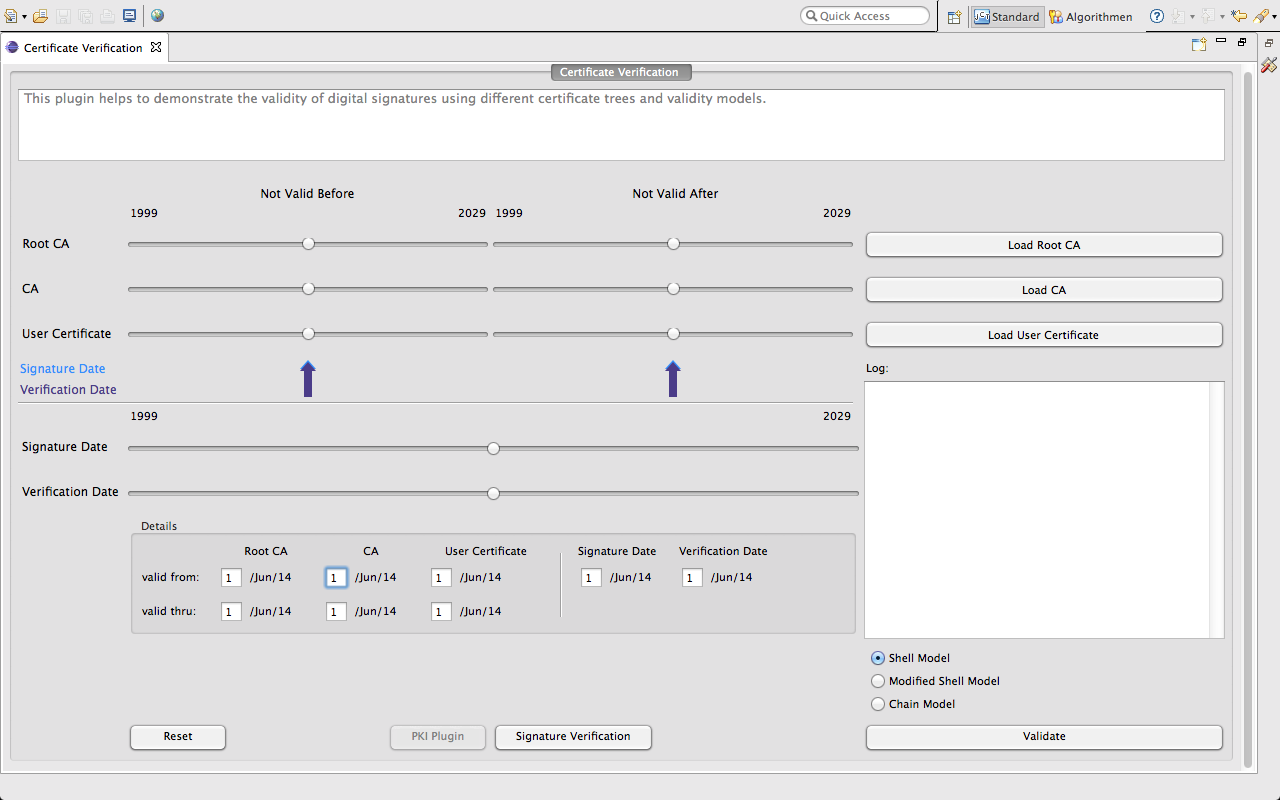 Quick Access
Standard
Algorithmen
Certificate Verification
Certificate Verification
This plugin helps to demonstrate the validity of digital signatures using different certificate trees and validity models.
Not Valid Before
Not Valid After
1999
2029
1999
2029
Root CA
Load Root CA
CA
Load CA
User Certificate
Load User Certificate
Signature Date
Verification Date
Log:
1999
2029
Signature Date
Verification Date
Details
Root CA
CA
User Certificate
Signature Date
Verification Date
valid from:
1 /Jun/14
1 /Jun/14
1 /Jun/14
1 /Jun/14
1 /Jun/14
valid thru:
1 /Jun/14
1 /Jun/14
1 /Jun/14
Shell Model
Modified Shell Model
Chain Model
Reset
PKI Plugin
Signature Verification
Validate